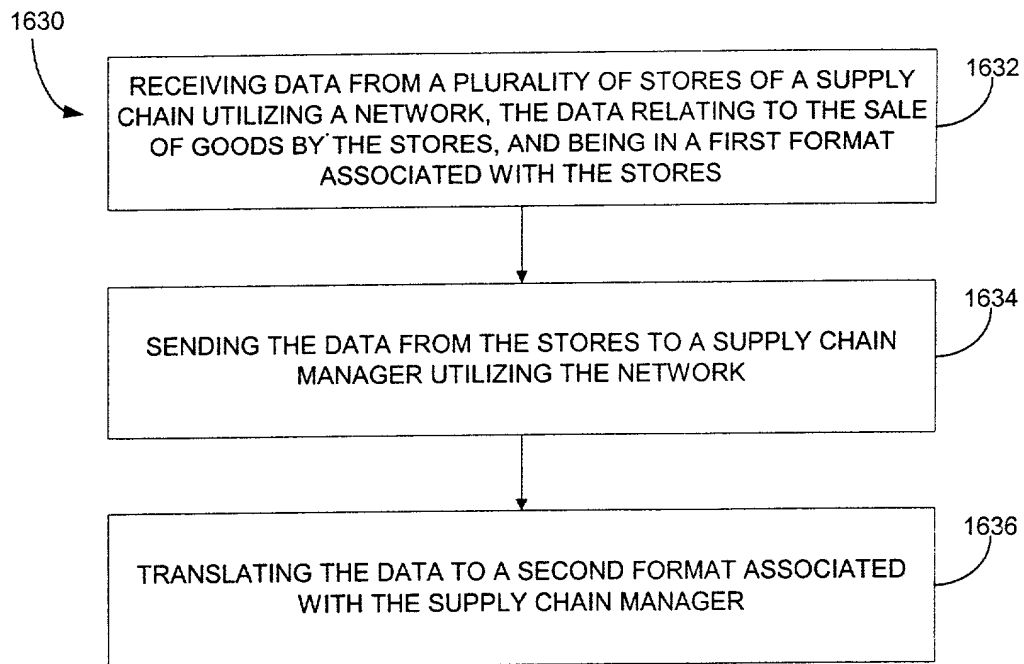 1630
RECEIVING DATA FROM A PLURALITY OF STORES OF A SUPPLY
CHAIN UTILIZING A NETWORK, THE DATA RELATING TO THE SALE
OF GOODS BY THE STORES, AND BEING IN A FIRST FORMAT
ASSOCIATED WITH THE STORES
1632
SENDING THE DATA FROM THE STORES TO A SUPPLY CHAIN
MANAGER UTILIZING THE NETWORK
1634
TRANSLATING THE DATA TO A SECOND FORMAT ASSOCIATED
WITH THE SUPPLY CHAIN MANAGER
1636